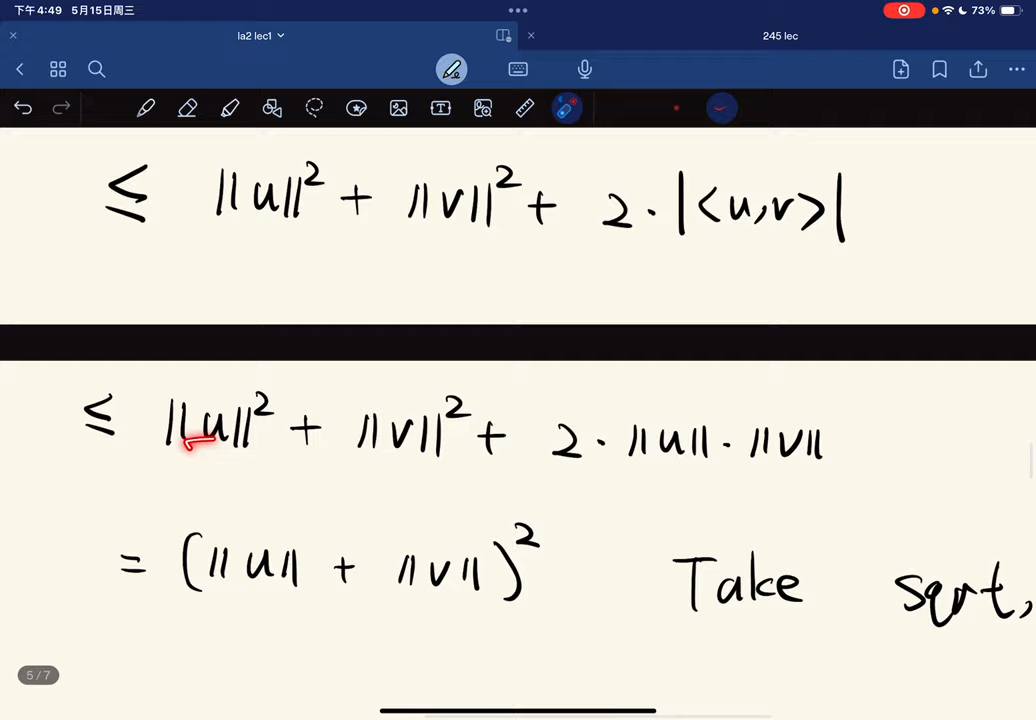 下午4:49 5月15日周三 73%
la2 lec1 245 lec
≤ ||u||² + ||v||² + 2·|<u,v>|
≤ ||u||² + ||v||² + 2·||u||·||v||
= (||u|| + ||v||)² Take sqrt,
5/7